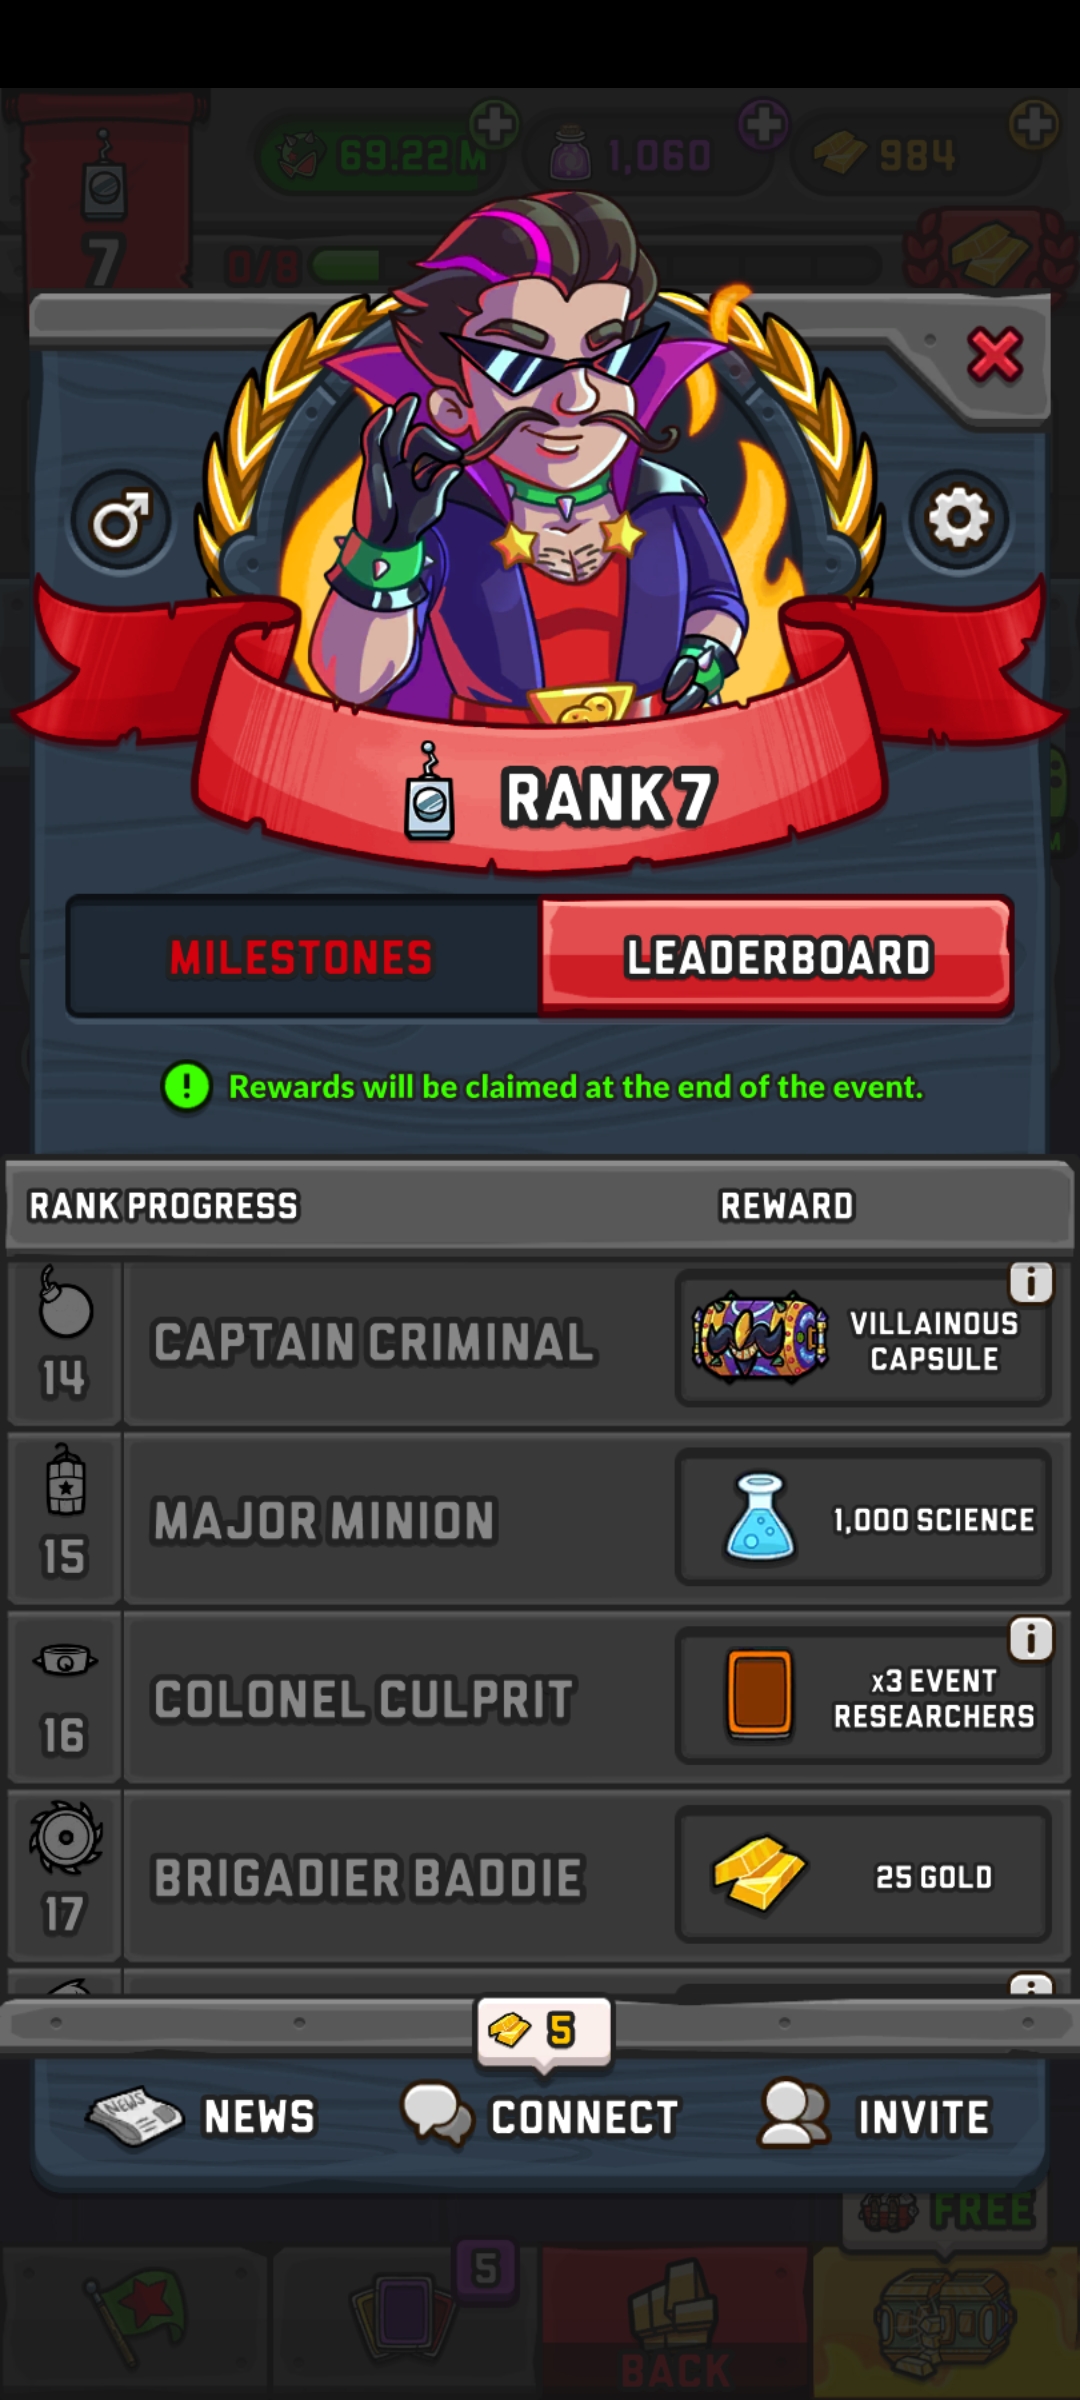 69.22 M
1,060
984
7
0/8
RANK 7
MILESTONES
LEADERBOARD
! Rewards will be claimed at the end of the event.
RANK PROGRESS
REWARD
14
CAPTAIN CRIMINAL
VILLAINOUS
CAPSULE
i
15
MAJOR MINION
1,000 SCIENCE
16
COLONEL CULPRIT
x3 EVENT
RESEARCHERS
i
17
BRIGADIER BADDIE
25 GOLD
5
NEWS
NEWS
CONNECT
INVITE
FREE
5
BACK